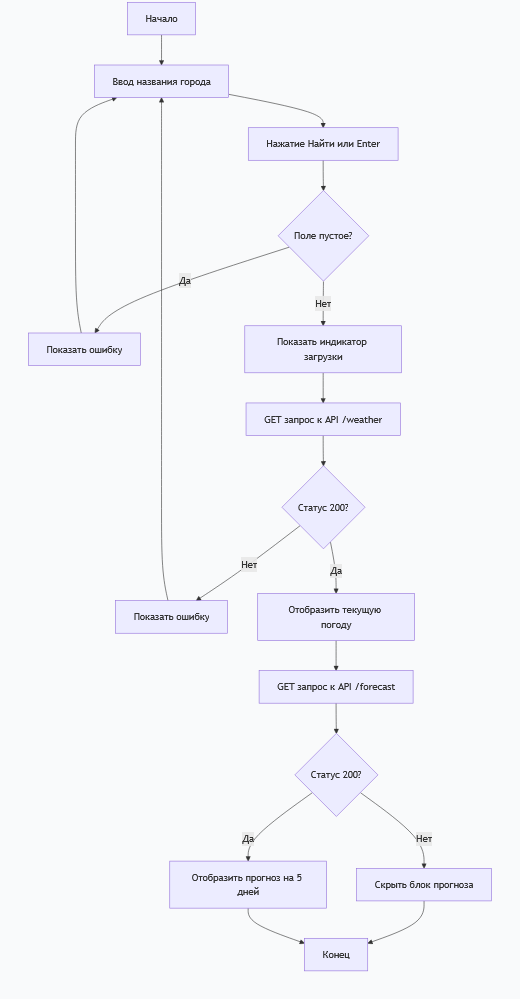 Начало
Ввод названия города
Нажатие Найти или Enter
Поле пустое?
Да
Нет
Показать ошибку
Показать индикатор
загрузки
GET запрос к API /weather
Статус 200?
Нет
Да
Показать ошибку
Отобразить текущую
погоду
GET запрос к API /forecast
Статус 200?
Да
Нет
Отобразить прогноз на 5
дней
Скрыть блок прогноза
Конец